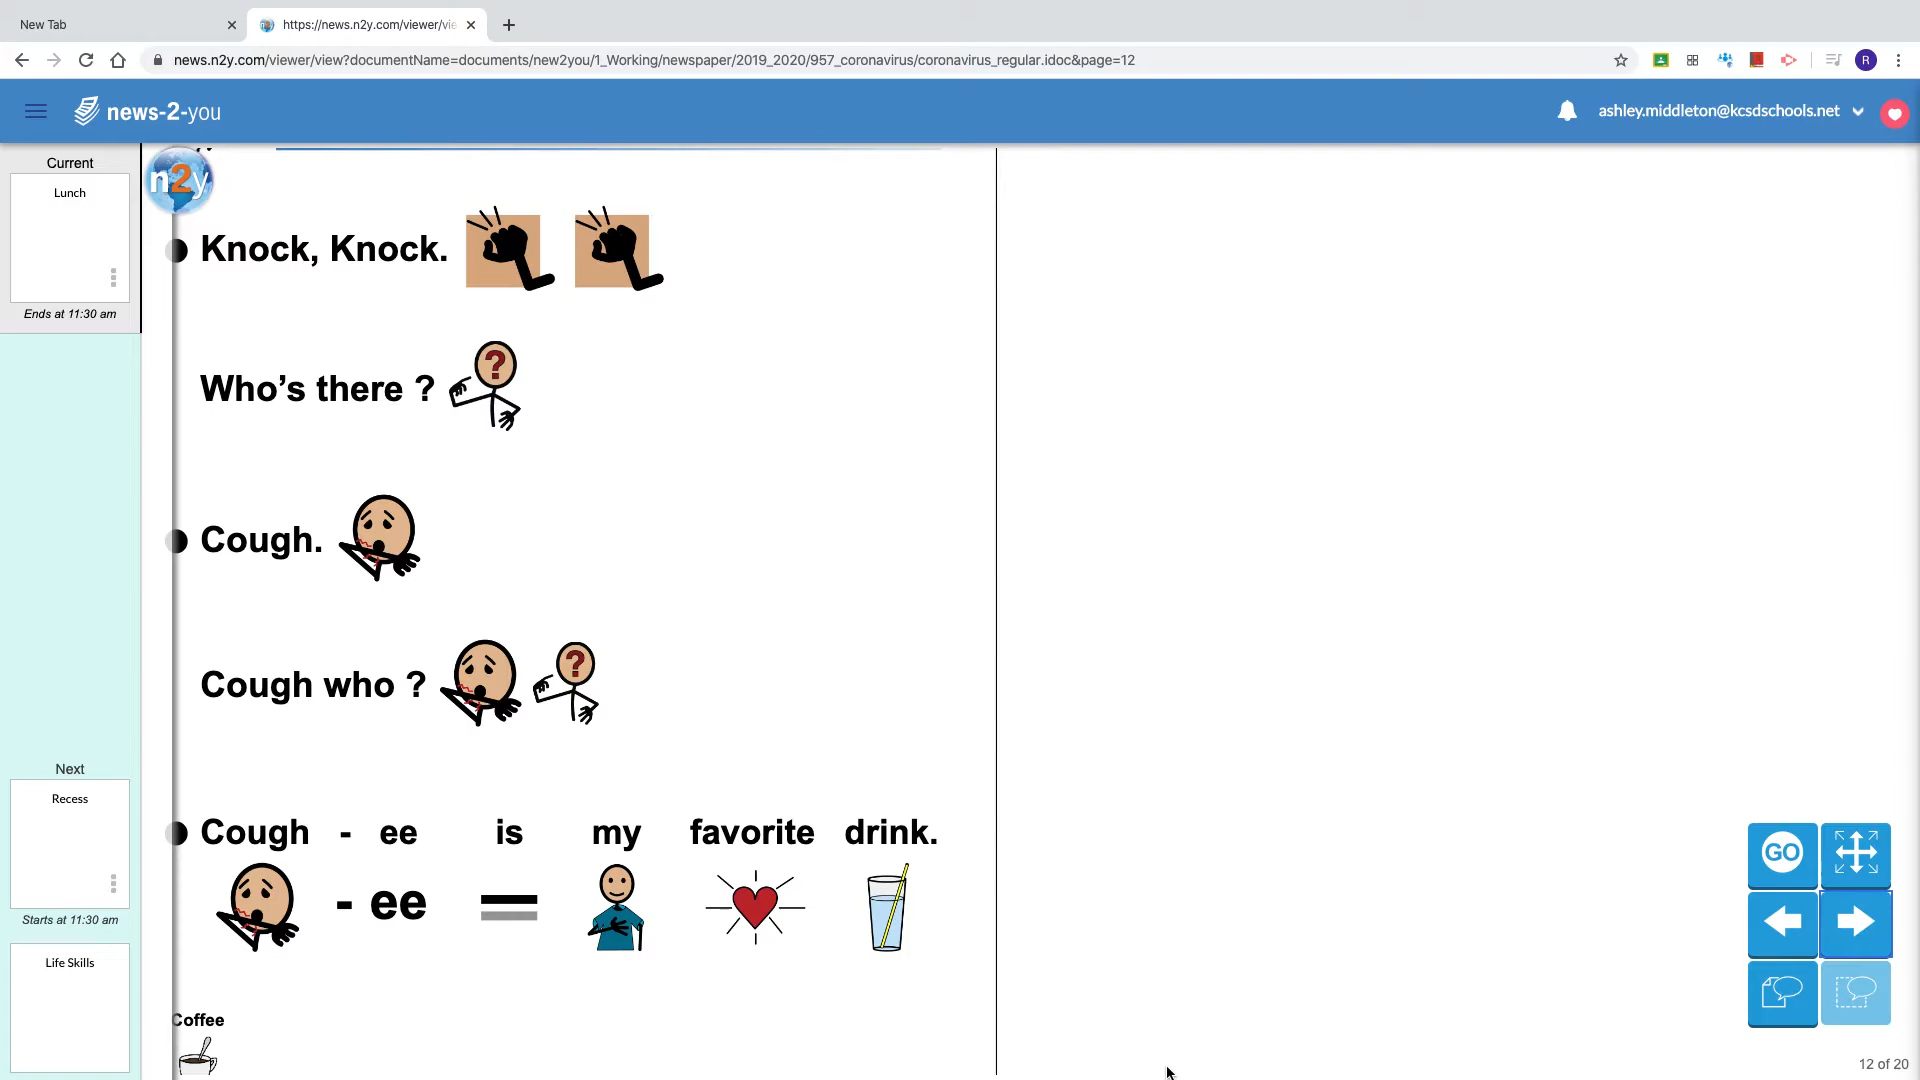 New Tab
https://news.n2y.com/viewer/vie
news.n2y.com/viewer/view?documentName=documents/new2you/1_Working/newspaper/2019_2020/957_coronavirus/coronavirus_regular.idoc&page=12
R
news-2-you
ashley.middleton@kcsdschools.net
Current
Lunch
Ends at 11:30 am
n2y
Knock, Knock.
Who's there ?
?
Cough.
Cough who ?
?
Cough - ee is my favorite drink.
- ee
Coffee
Next
Recess
Starts at 11:30 am
Life Skills
GO
12 of 20